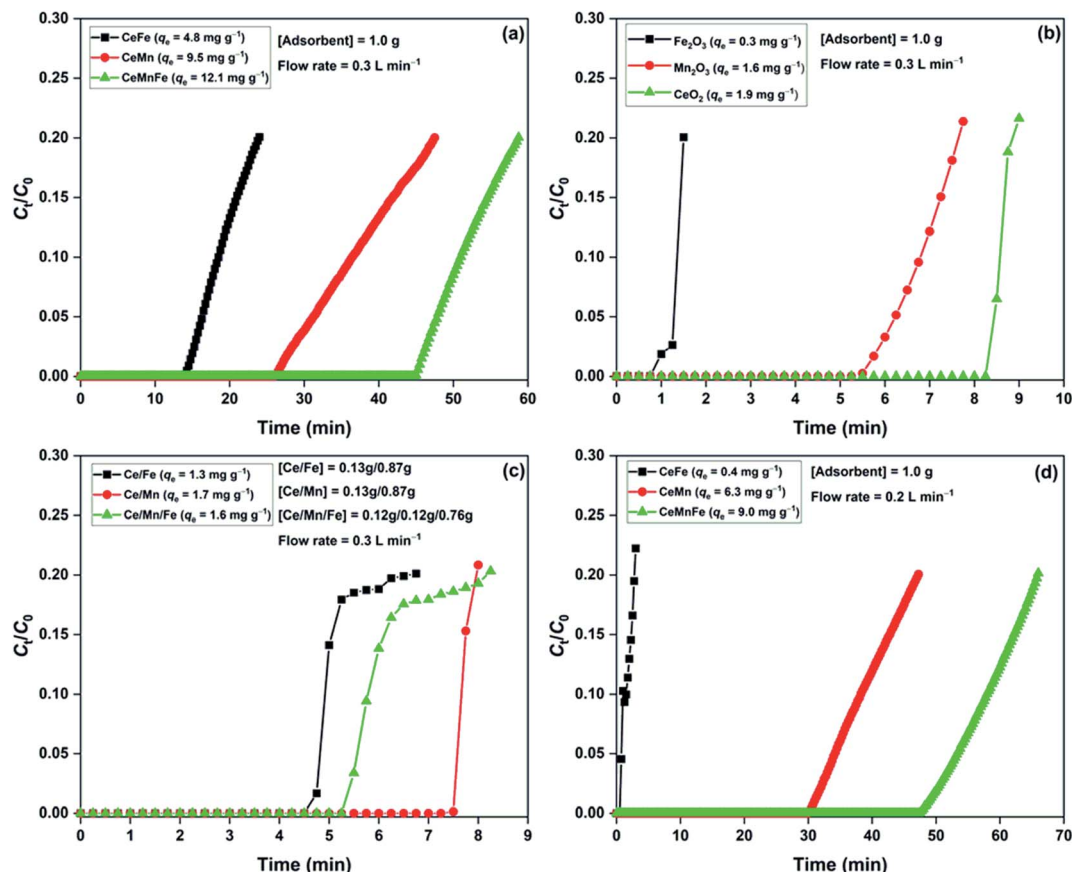 (a)
CeFe (qe = 4.8 mg g⁻¹)
CeMn (qe = 9.5 mg g⁻¹)
CeMnFe (qe = 12.1 mg g⁻¹)
[Adsorbent] = 1.0 g
Flow rate = 0.3 L min⁻¹
Ct/C0
0.30
0.25
0.20
0.15
0.10
0.05
0.00
0 10 20 30 40 50 60
Time (min)
(b)
Fe₂O₃ (qe = 0.3 mg g⁻¹)
Mn₂O₃ (qe = 1.6 mg g⁻¹)
CeO₂ (qe = 1.9 mg g⁻¹)
[Adsorbent] = 1.0 g
Flow rate = 0.3 L min⁻¹
Ct/C0
0.30
0.25
0.20
0.15
0.10
0.05
0.00
0 1 2 3 4 5 6 7 8 9 10
Time (min)
(c)
Ce/Fe (qe = 1.3 mg g⁻¹)
Ce/Mn (qe = 1.7 mg g⁻¹)
Ce/Mn/Fe (qe = 1.6 mg g⁻¹)
[Ce/Fe] = 0.13g/0.87g
[Ce/Mn] = 0.13g/0.87g
[Ce/Mn/Fe] = 0.12g/0.12g/0.76g
Flow rate = 0.3 L min⁻¹
Ct/C0
0.30
0.25
0.20
0.15
0.10
0.05
0.00
0 1 2 3 4 5 6 7 8 9
Time (min)
(d)
CeFe (qe = 0.4 mg g⁻¹)
CeMn (qe = 6.3 mg g⁻¹)
CeMnFe (qe = 9.0 mg g⁻¹)
[Adsorbent] = 1.0 g
Flow rate = 0.2 L min⁻¹
Ct/C0
0.30
0.25
0.20
0.15
0.10
0.05
0.00
0 10 20 30 40 50 60 70
Time (min)